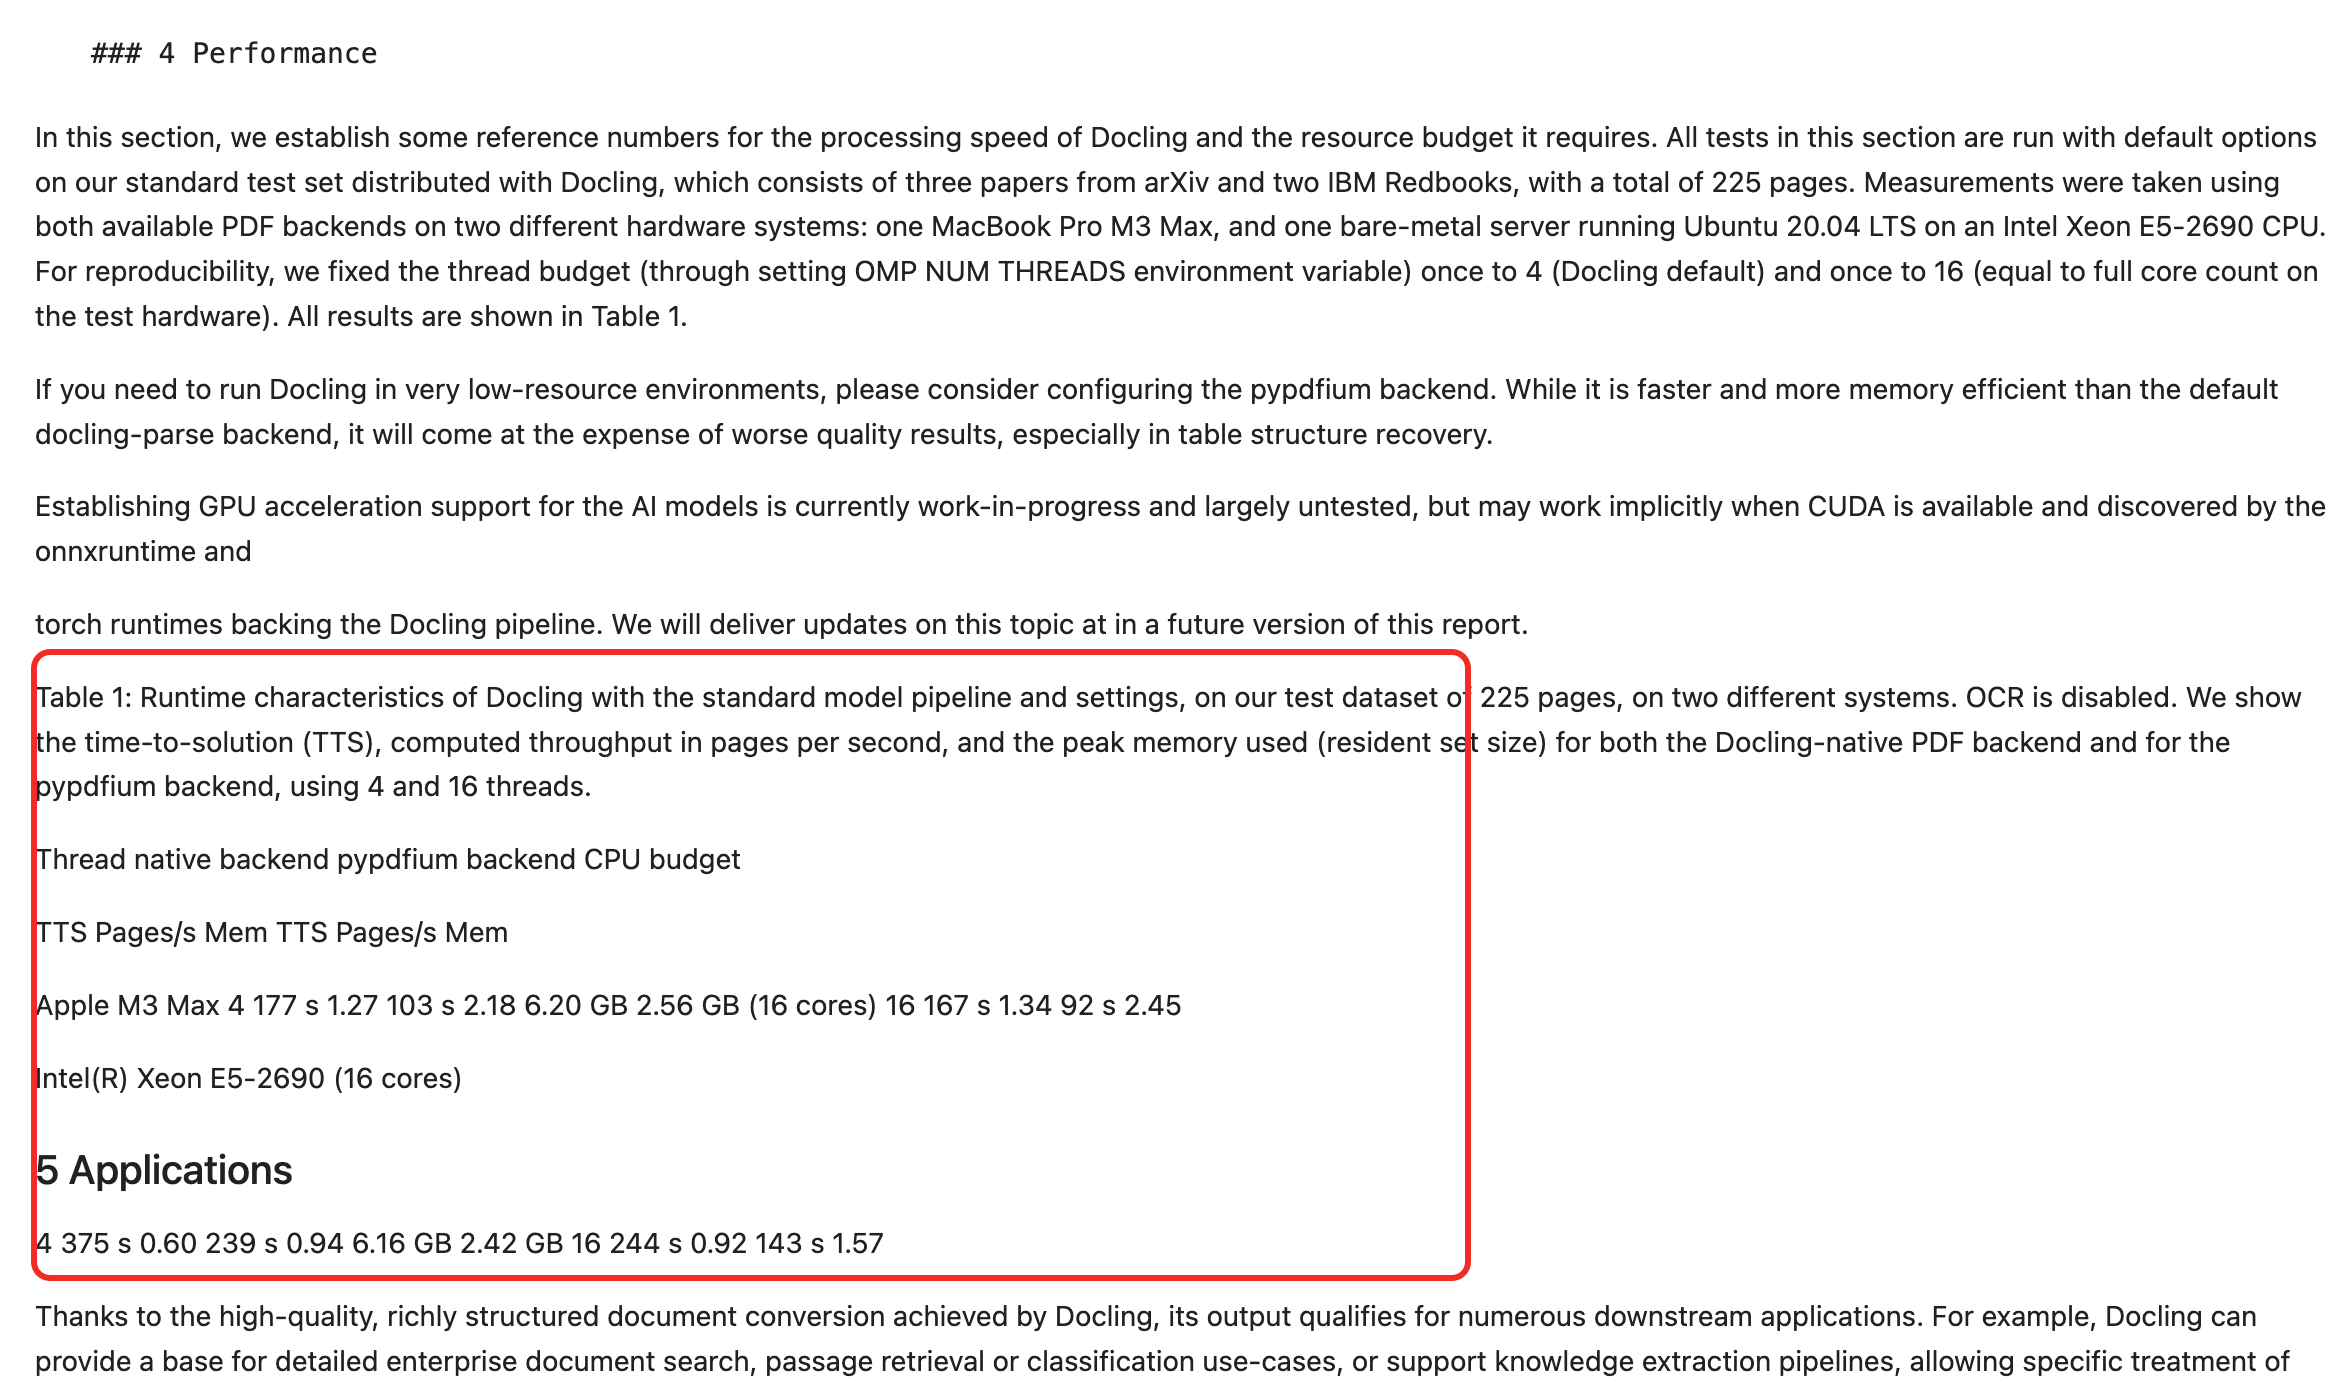 ### 4 Performance
In this section, we establish some reference numbers for the processing speed of Docling and the resource budget it requires. All tests in this section are run with default options
on our standard test set distributed with Docling, which consists of three papers from arXiv and two IBM Redbooks, with a total of 225 pages. Measurements were taken using
both available PDF backends on two different hardware systems: one MacBook Pro M3 Max, and one bare-metal server running Ubuntu 20.04 LTS on an Intel Xeon E5-2690 CPU.
For reproducibility, we fixed the thread budget (through setting OMP NUM THREADS environment variable) once to 4 (Docling default) and once to 16 (equal to full core count on
the test hardware). All results are shown in Table 1.
If you need to run Docling in very low-resource environments, please consider configuring the pypdfium backend. While it is faster and more memory efficient than the default
docling-parse backend, it will come at the expense of worse quality results, especially in table structure recovery.
Establishing GPU acceleration support for the AI models is currently work-in-progress and largely untested, but may work implicitly when CUDA is available and discovered by the
onnxruntime and
torch runtimes backing the Docling pipeline. We will deliver updates on this topic at in a future version of this report.
Table 1: Runtime characteristics of Docling with the standard model pipeline and settings, on our test dataset of 225 pages, on two different systems. OCR is disabled. We show
the time-to-solution (TTS), computed throughput in pages per second, and the peak memory used (resident set size) for both the Docling-native PDF backend and for the
pypdfium backend, using 4 and 16 threads.
Thread native backend pypdfium backend CPU budget
TTS Pages/s Mem TTS Pages/s Mem
Apple M3 Max 4 177 s 1.27 103 s 2.18 6.20 GB 2.56 GB (16 cores) 16 167 s 1.34 92 s 2.45
Intel(R) Xeon E5-2690 (16 cores)
5 Applications
4 375 s 0.60 239 s 0.94 6.16 GB 2.42 GB 16 244 s 0.92 143 s 1.57
Thanks to the high-quality, richly structured document conversion achieved by Docling, its output qualifies for numerous downstream applications. For example, Docling can
provide a base for detailed enterprise document search, passage retrieval or classification use-cases, or support knowledge extraction pipelines, allowing specific treatment of